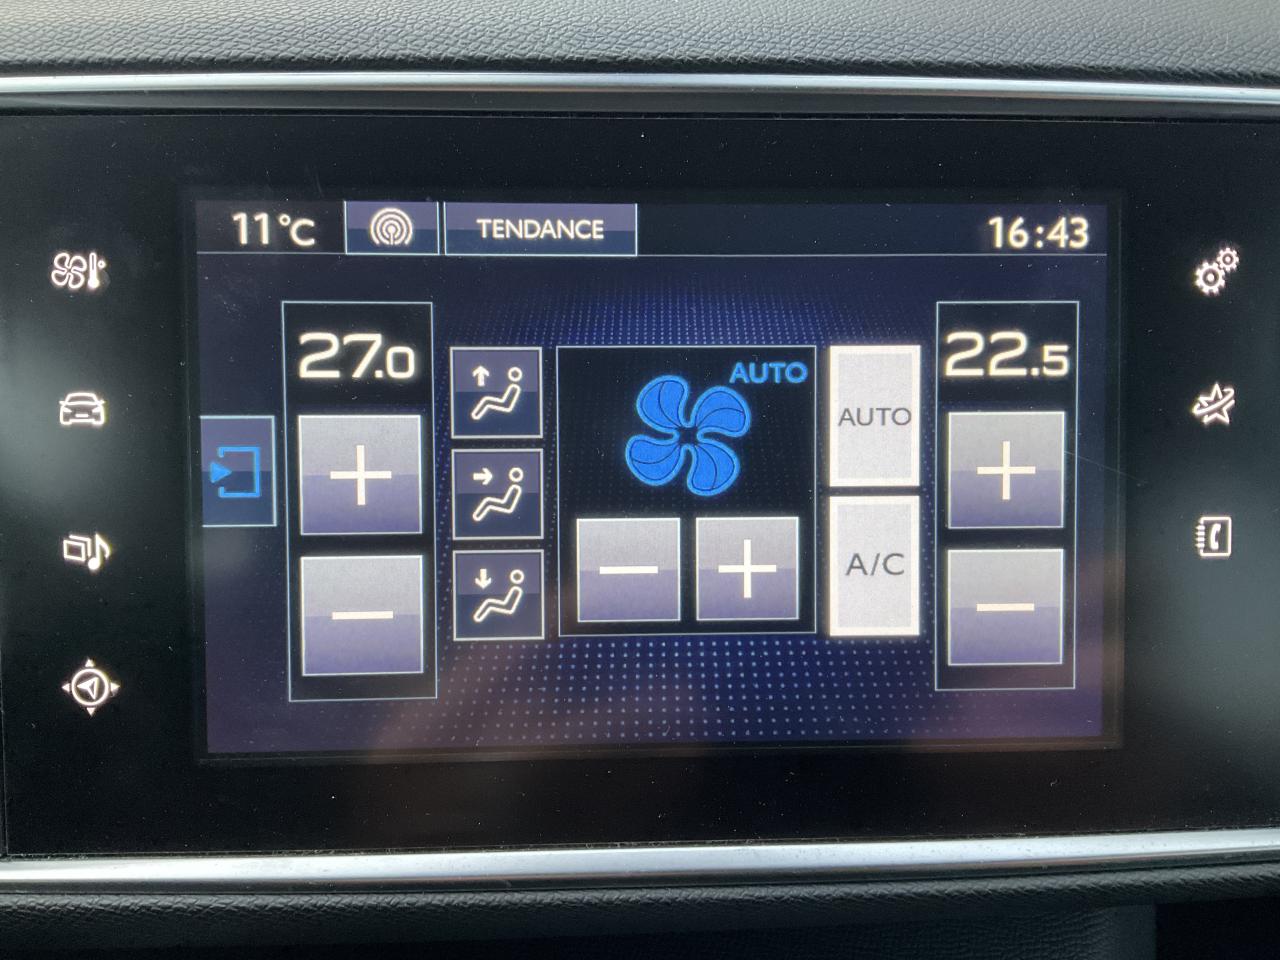 11°C
TENDANCE
16:43
27.0
AUTO
AUTO
22.5
A/C